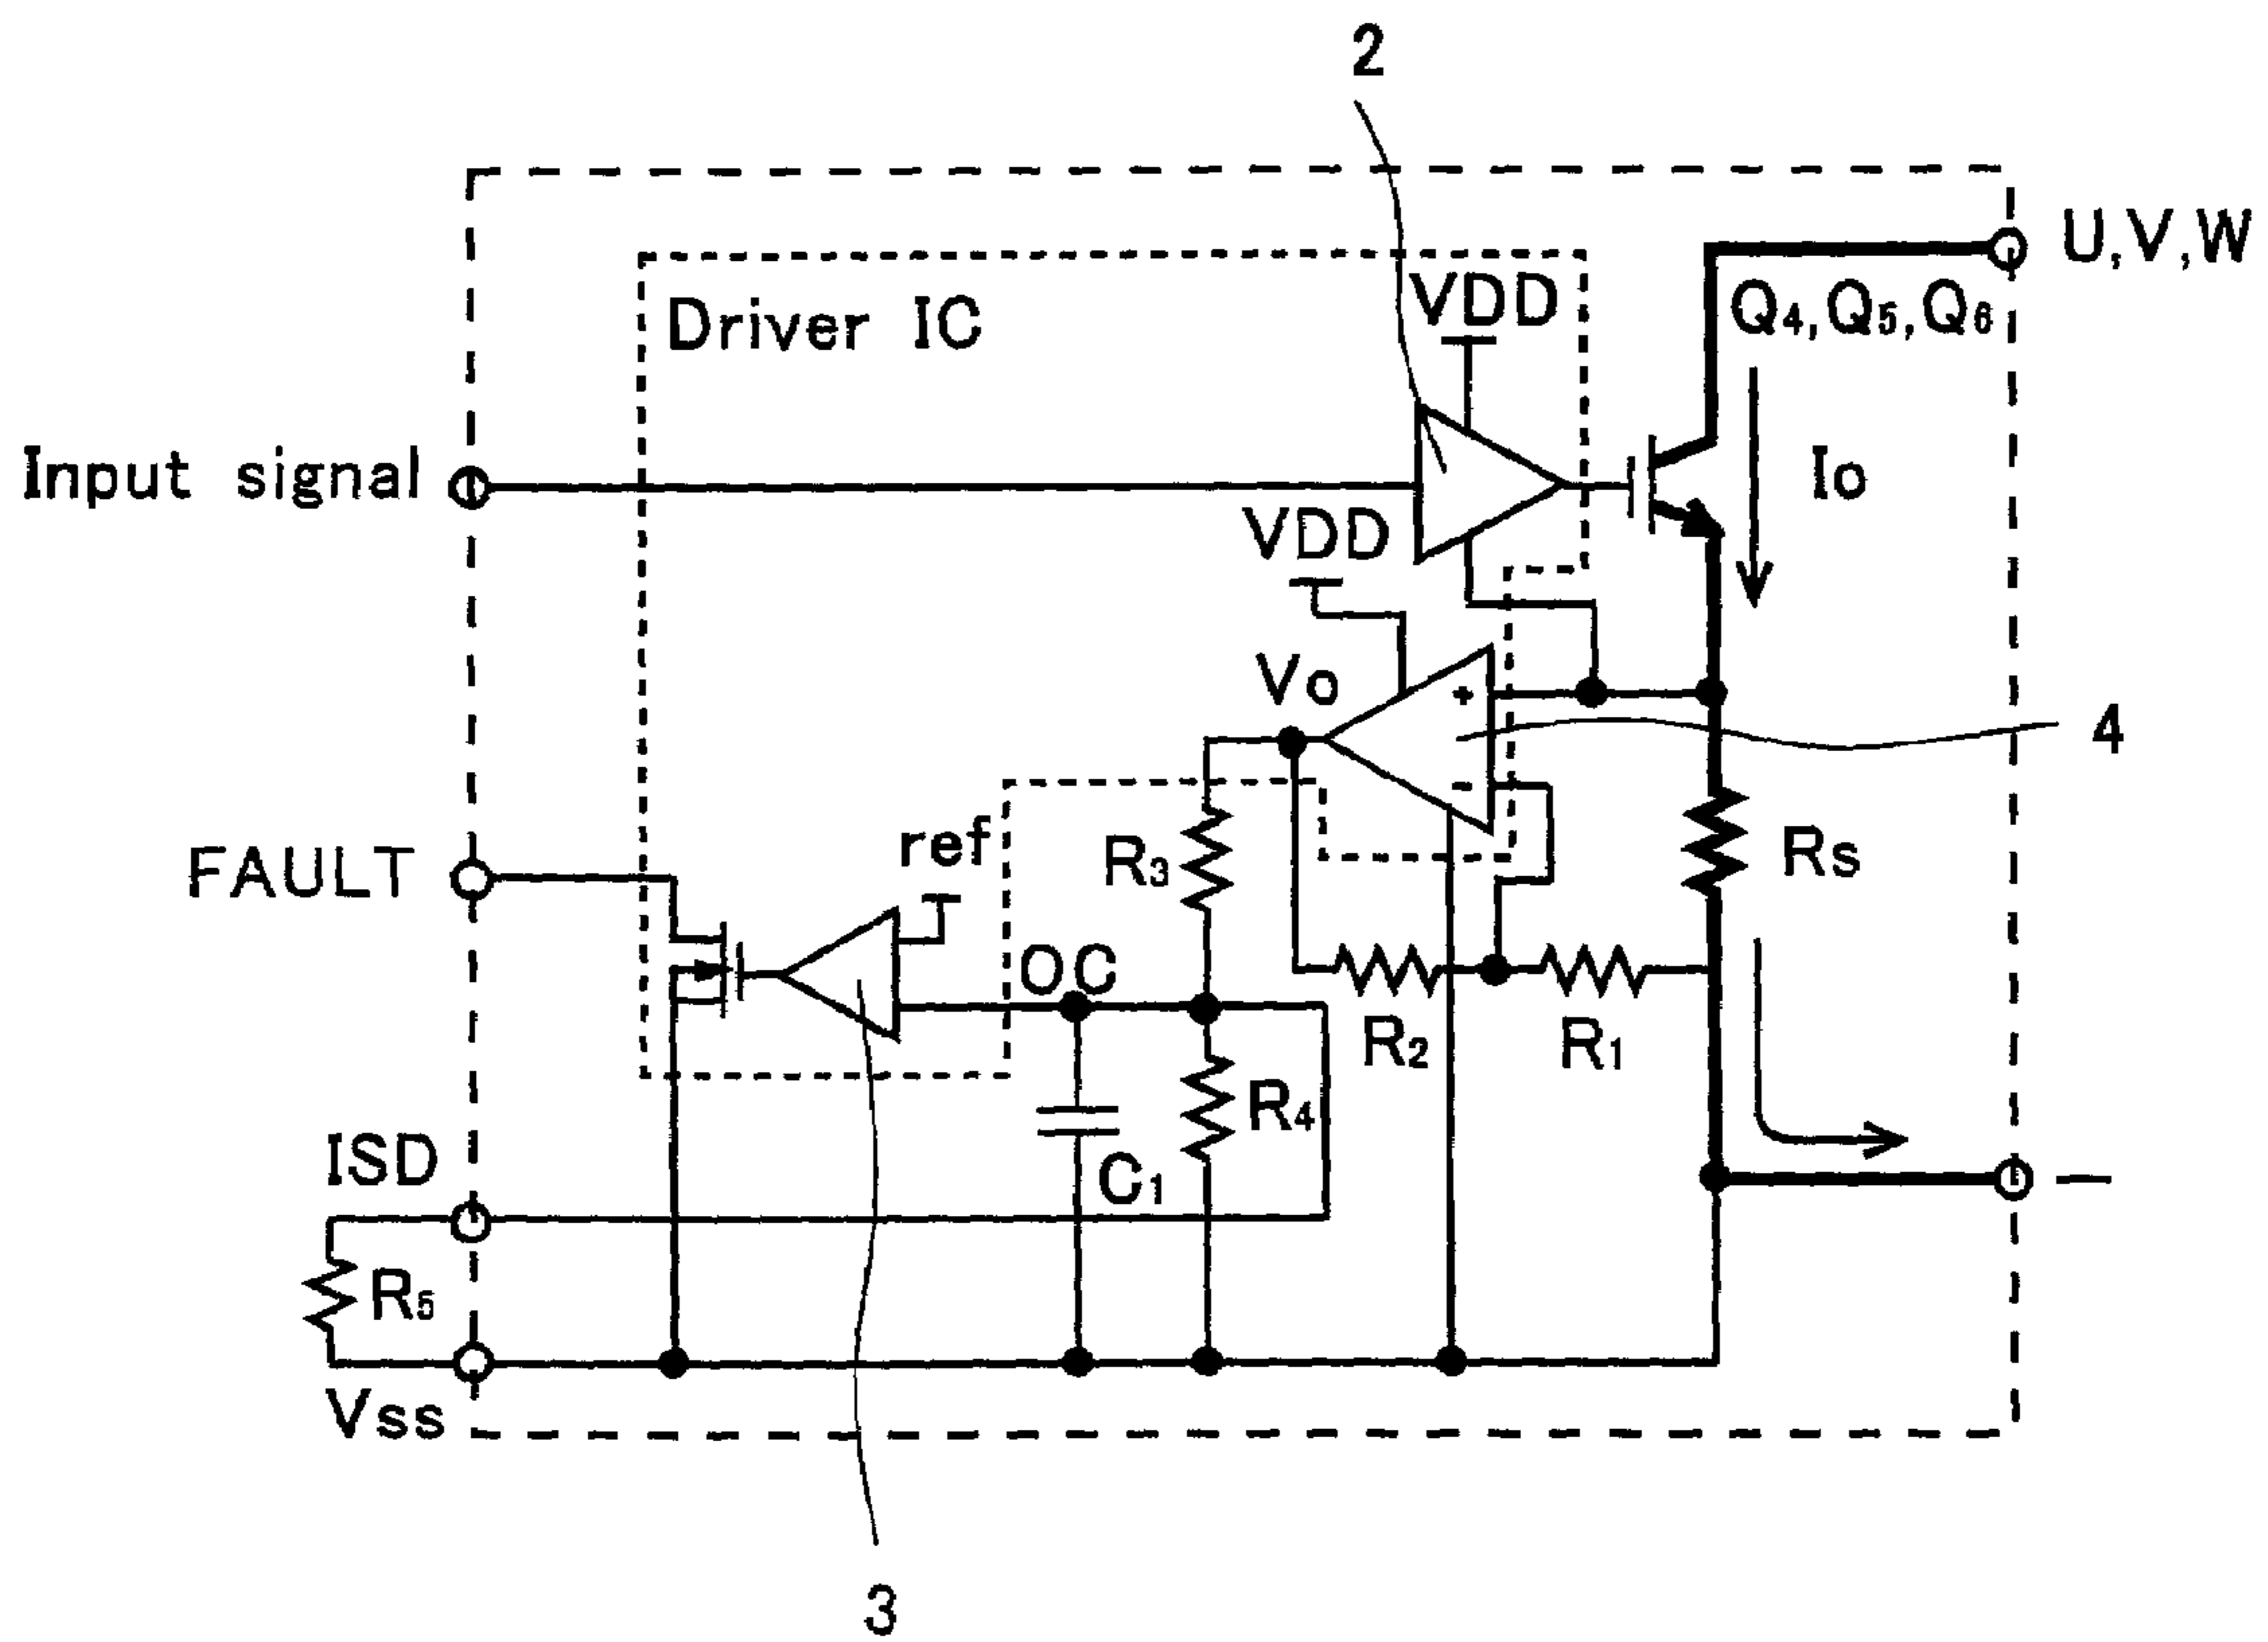 2
U,V,W
Driver IC
VDD
Q4,Q5,Q6
Input signal
Io
VDD
Vo
+
4
-
ref
R3
Rs
FAULT
OC
R2
R1
R4
ISD
C1
—
R5
Vss
3